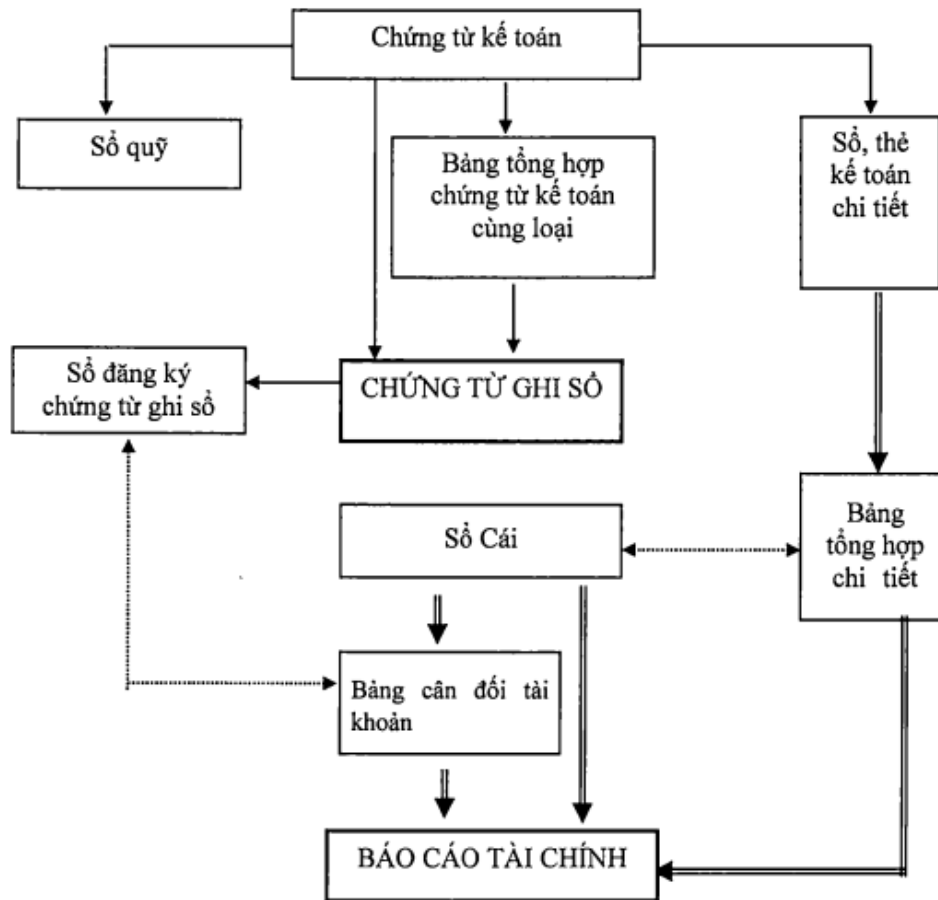 Chứng từ kế toán
Sổ quỹ
Bảng tổng hợp
chứng từ kế toán
cùng loại
Sổ, thẻ
kế toán
chi tiết
Sổ đăng ký
chứng từ ghi sổ
CHỨNG TỪ GHI SỔ
Sổ Cái
Bảng
tổng hợp
chi tiết
Bảng cân đối tài
khoản
BÁO CÁO TÀI CHÍNH